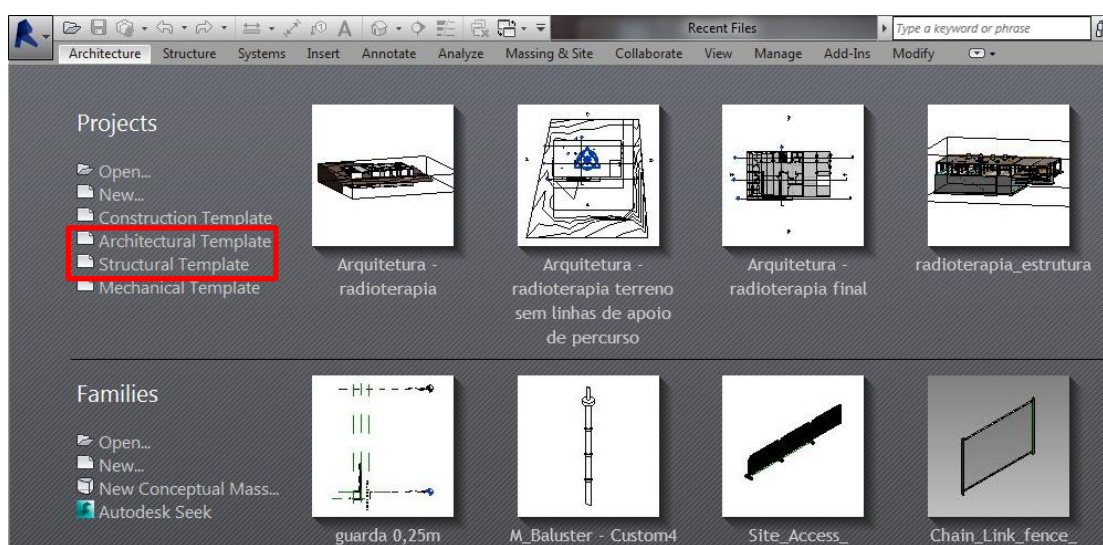 Recent Files
Type a keyword or phrase
Architecture Structure Systems Insert Annotate Analyze Massing & Site Collaborate View Manage Add-Ins Modify
Projects
Open...
New...
Construction Template
Architectural Template
Structural Template
Mechanical Template
Arquitetura -
radioterapia
Arquitetura -
radioterapia terreno
sem linhas de apoio
de percurso
Arquitetura -
radioterapia final
radioterapia_estrutura
Families
Open...
New...
New Conceptual Mass...
Autodesk Seek
guarda 0,25m
M_Baluster - Custom4
Site_Access_
Chain_Link_fence_